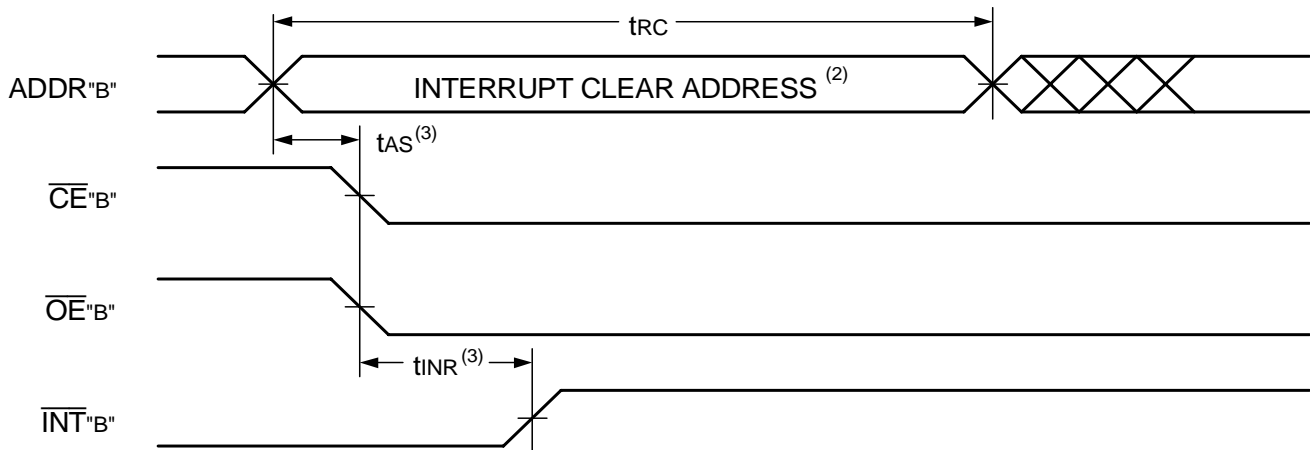 tRC
ADDR"B"
INTERRUPT CLEAR ADDRESS (2)
tAS(3)
CE"B"
OE"B"
tINR(3)
INT"B"